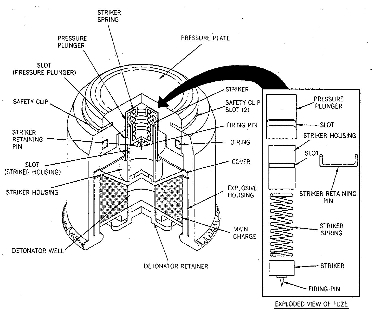 STRIKER
SPRING
PRESSURE
PLUNGER
PRESSURE PLATE
SLOT
(PRESSURE PLUNGER)
SAFETY CLIP
STRIKER
RETAINING
PIN
SLOT
(STRIKER HOUSING)
STRIKER HOUSING
DETONATOR WELL
STRIKER
SAFETY CLIP
SLOT (2)
FIRING PIN
O RING
COVER
EXPLOSIVE
HOUSING
MAIN
CHARGE
DETONATOR RETAINER
PRESSURE
PLUNGER
SLOT
STRIKER HOUSING
SLOT
STRIKER RETAINING
PIN
STRIKER
SPRING
STRIKER
FIRING-PIN
EXPLODED VIEW OF FUZE